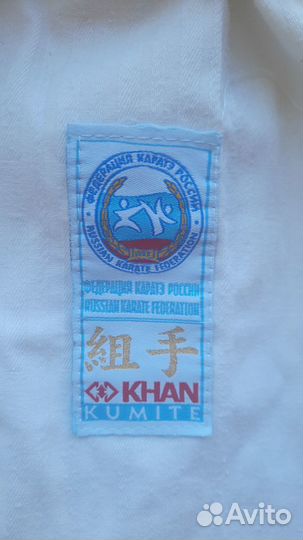 ФЕДЕРАЦИЯ КАРАТЭ РОССИИ
RUSSIAN KARATE FEDERATION
ФЕДЕРАЦИЯ КАРАТЭ РОССИИ
RUSSIAN KARATE FEDERATION
組手
KHAN
KUMITE
Avito